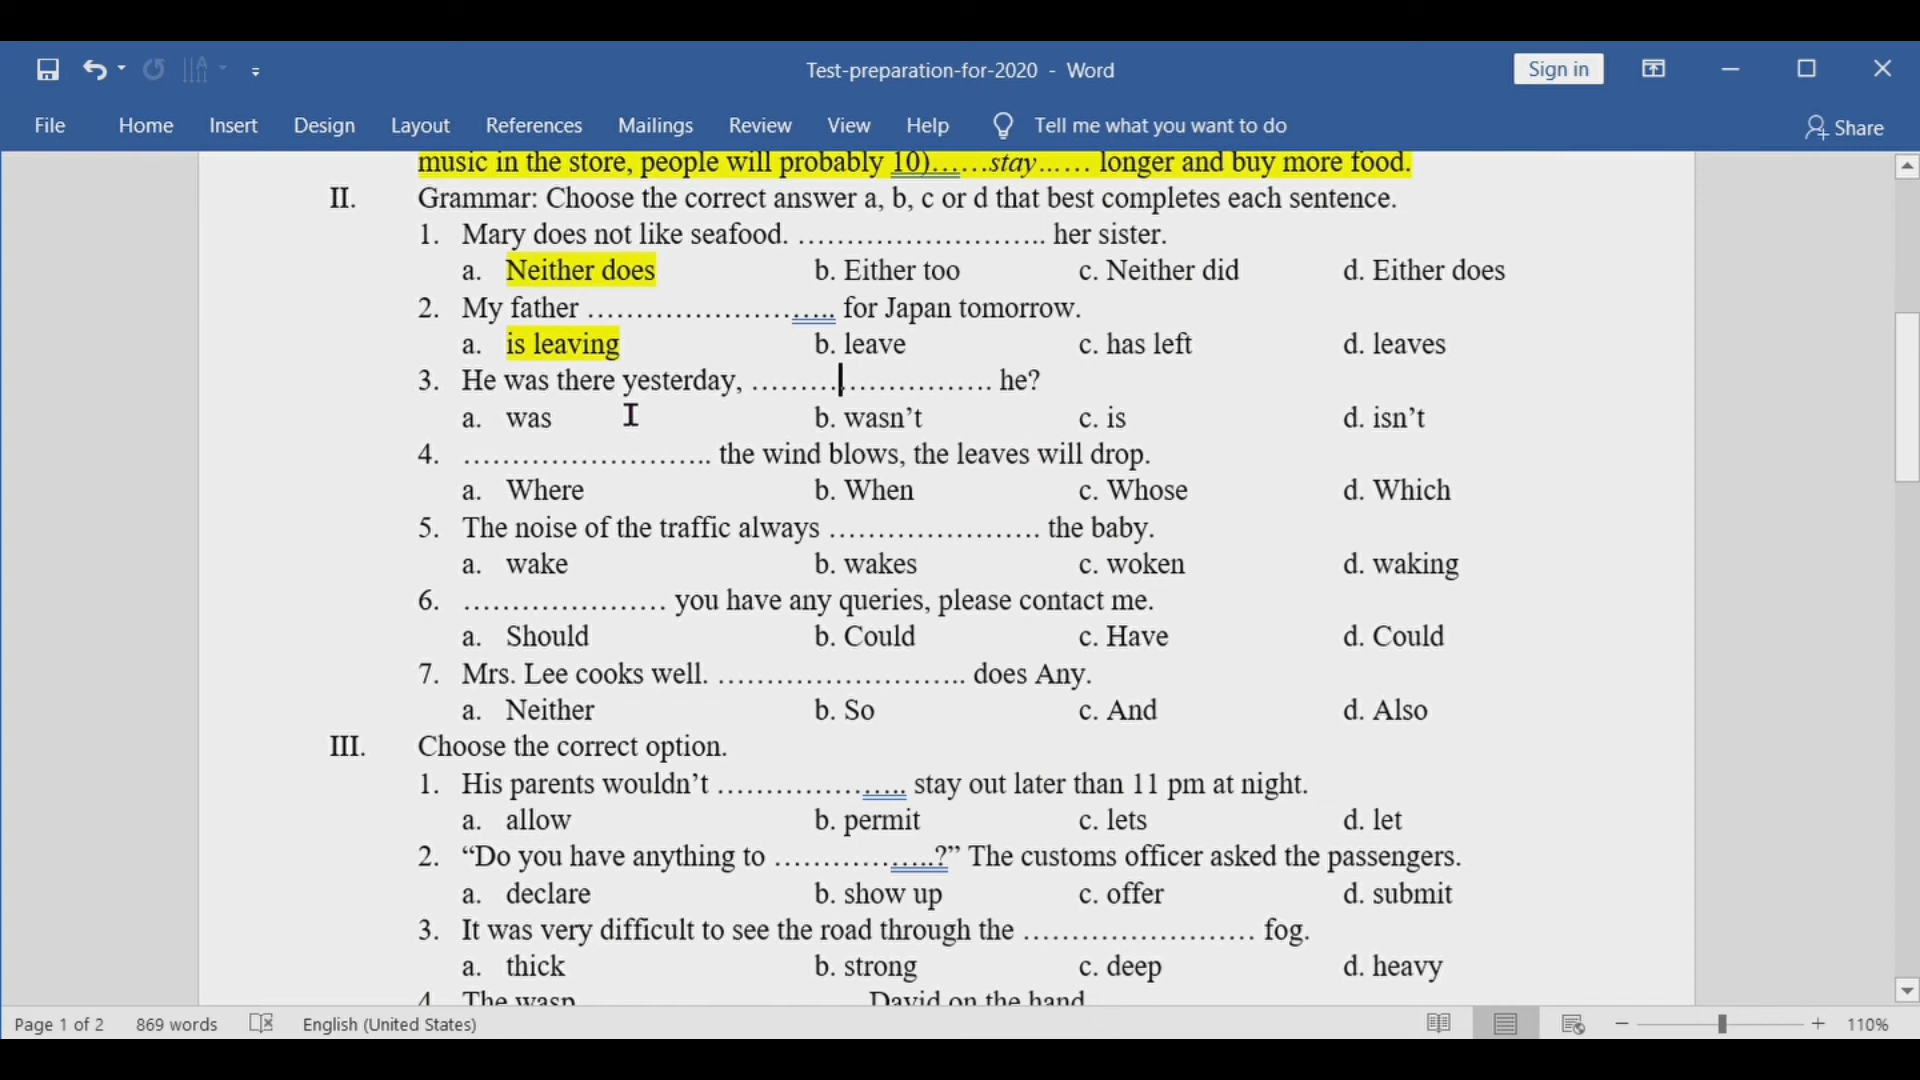 Test-preparation-for-2020 - Word
Sign in
File Home Insert Design Layout References Mailings Review View Help Tell me what you want to do Share
music in the store, people will probably 10)……stay…… longer and buy more food.
II. Grammar: Choose the correct answer a, b, c or d that best completes each sentence.
1. Mary does not like seafood. …………………….. her sister.
a. Neither does b. Either too c. Neither did d. Either does
2. My father …………………….. for Japan tomorrow.
a. is leaving b. leave c. has left d. leaves
3. He was there yesterday, ……………………. he?
a. was b. wasn’t c. is d. isn’t
4. …………………….. the wind blows, the leaves will drop.
a. Where b. When c. Whose d. Which
5. The noise of the traffic always …………………. the baby.
a. wake b. wakes c. woken d. waking
6. ………………… you have any queries, please contact me.
a. Should b. Could c. Have d. Could
7. Mrs. Lee cooks well. …………………….. does Any.
a. Neither b. So c. And d. Also
III. Choose the correct option.
1. His parents wouldn’t ……………….. stay out later than 11 pm at night.
a. allow b. permit c. lets d. let
2. “Do you have anything to ……………..?” The customs officer asked the passengers.
a. declare b. show up c. offer d. submit
3. It was very difficult to see the road through the …………………… fog.
a. thick b. strong c. deep d. heavy
4. The wasp David on the hand
Page 1 of 2 869 words English (United States) 110%